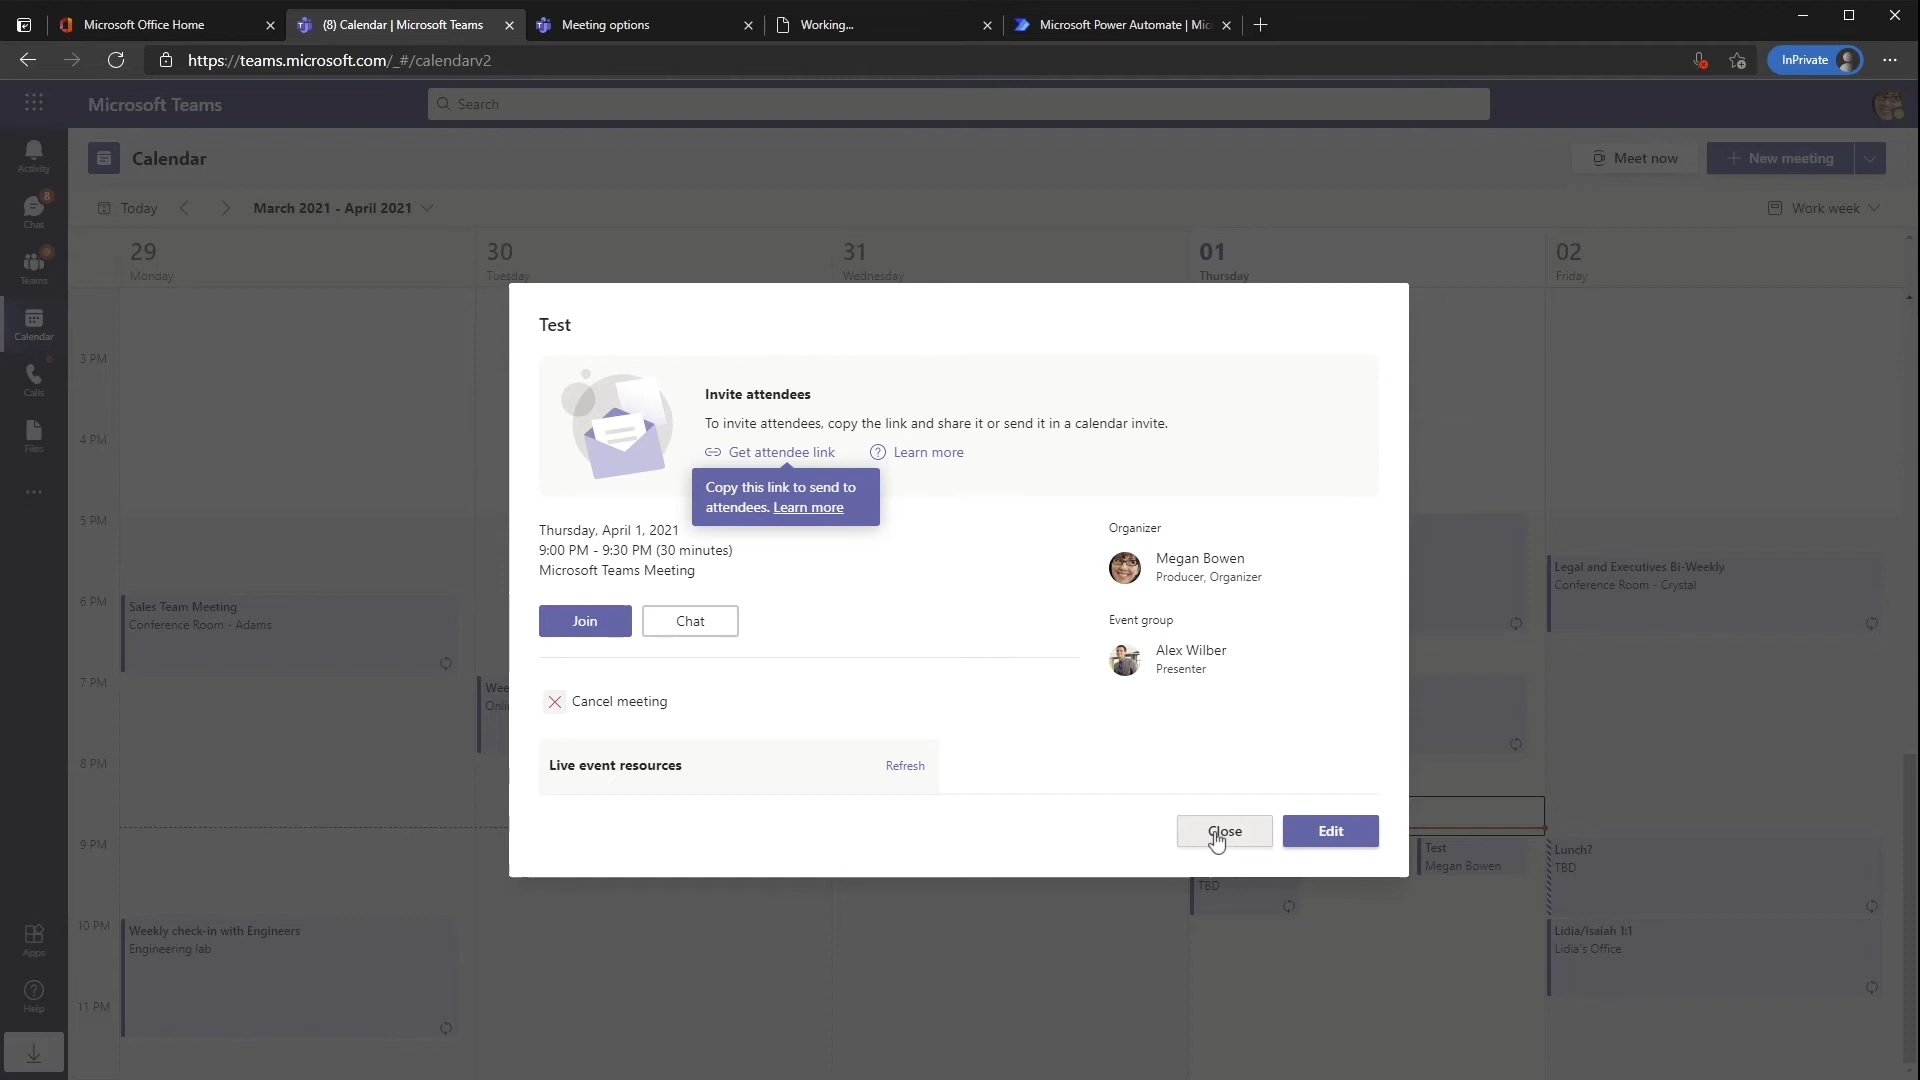 Microsoft Office Home
(8) Calendar | Microsoft Teams
Meeting options
Working...
Microsoft Power Automate | Mic
https://teams.microsoft.com/_#/calendarv2
InPrivate
Microsoft Teams
Search
Activity
8
Chat
Teams
Calendar
Calls
Files
Apps
Help
Calendar
Meet now
New meeting
Today
March 2021 - April 2021
Work week
29
Monday
30
Tuesday
31
Wednesday
01
Thursday
02
Friday
3 PM
4 PM
5 PM
6 PM
7 PM
8 PM
9 PM
10 PM
11 PM
Sales Team Meeting
Conference Room - Adams
Weekly check-in with Engineers
Engineering lab
Wee
Onli
TBD
Test
Megan Bowen
Legal and Executives Bi-Weekly
Conference Room - Crystal
Lunch?
TBD
Lidia/Isaiah 1:1
Lidia's Office
Test
Invite attendees
To invite attendees, copy the link and share it or send it in a calendar invite.
Get attendee link
Learn more
Copy this link to send to
attendees. Learn more
Thursday, April 1, 2021
9:00 PM - 9:30 PM (30 minutes)
Microsoft Teams Meeting
Join
Chat
Cancel meeting
Live event resources
Refresh
Organizer
Megan Bowen
Producer, Organizer
Event group
Alex Wilber
Presenter
Close
Edit